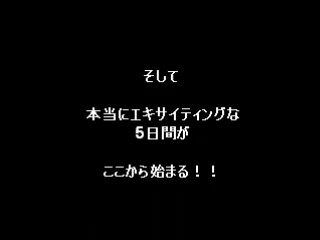 そして
本当にエキサイティングな
5日間が
ここから始まる！！